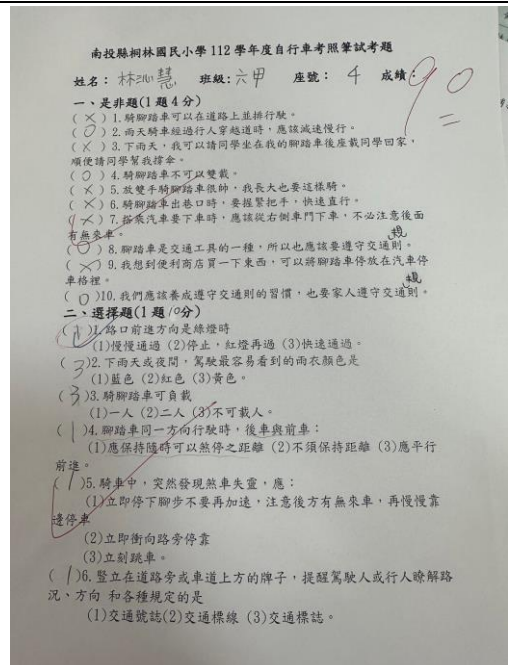 南投縣桐林國民小學 112 學年度自行車考照筆試考題
姓名：林沁慧 班級：六甲 座號：4 成績：90
一、是非題(1 題 4 分)
(×)1.騎腳踏車可以在道路上並排行駛。
(○)2.雨天騎車經過行人穿越道時，應該減速慢行。
(×)3.下雨天，我可以請同學坐在我的腳踏車後座載同學回家，
順便請同學幫我撐傘。
(○)4.騎腳踏車不可以雙載。
(×)5.放雙手騎腳踏車很帥，我長大也要這樣騎。
(×)6.騎腳踏車出巷口時，要握緊把手，快速直行。
(×)7.搭乘汽車要下車時，應該從右側車門下車，不必注意後面
有無來車。
規
(○)8.腳踏車是交通工具的一種，所以也應該要遵守交通則。
(×)9.我想到便利商店買一下東西，可以將腳踏車停放在汽車停
車格裡。
規
(○)10.我們應該養成遵守交通則的習慣，也要家人遵守交通則。
二、選擇題(1 題 10分)
(1)1.路口前進方向是綠燈時
(1)慢慢通過 (2)停止，紅燈再過 (3)快速通過。
(3)2.下雨天或夜間，駕駛最容易看到的雨衣顏色是
(1)藍色 (2)紅色 (3)黃色。
(3)3.騎腳踏車可負載
(1)一人 (2)二人 (3)不可載人。
(1)4.腳踏車同一方向行駛時，後車與前車：
(1)應保持隨時可以煞停之距離 (2)不須保持距離 (3)應平行
前進。
(1)5.騎車中，突然發現煞車失靈，應：
(1)立即停下腳步不要再加速，注意後方有無來車，再慢慢靠
邊停車
(2)立即衝向路旁停靠
(3)立刻跳車。
(1)6.豎立在道路旁或車道上方的牌子，提醒駕駛人或行人瞭解路
況、方向 和各種規定的是
(1)交通號誌(2)交通標線 (3)交通標誌。